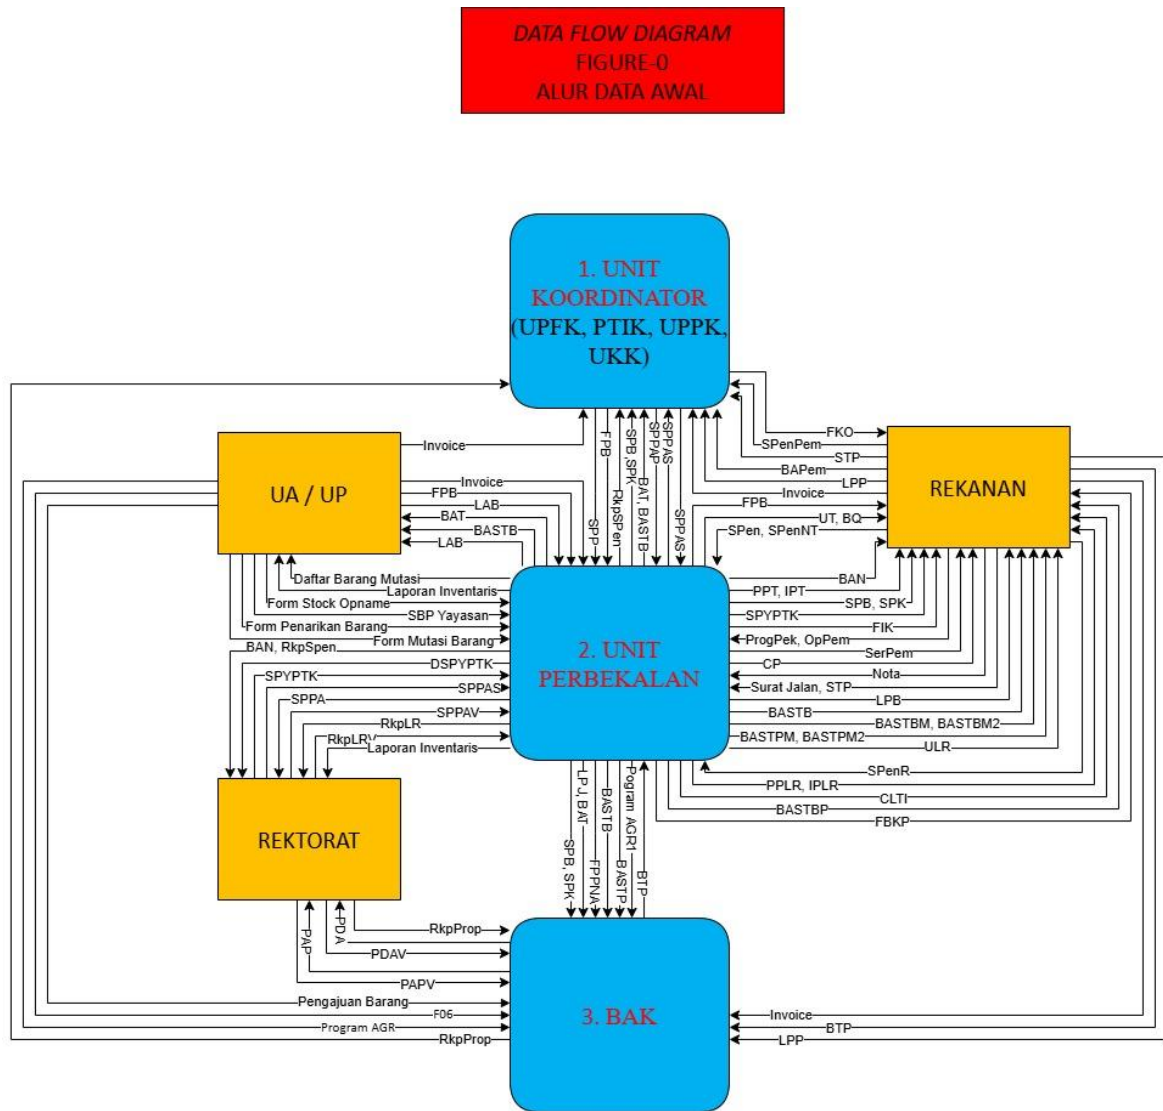 DATA FLOW DIAGRAM
FIGURE-0
ALUR DATA AWAL
1. UNIT
KOORDINATOR
(UPFK, PTIK, UPPK,
UKK)
UA / UP
REKANAN
Invoice
SPP
FPB
RkpSPen
SPB,SPK
BAT, BASTB
SPPAP
SPPAS
SPPAS
FKO
SPenPem
STP
BAPem
LPP
Invoice
FPB
UT, BQ
SPen, SPenNT
Invoice
FPB
LAB
BAT
BASTB
LAB
Daftar Barang Mutasi
Laporan Inventaris
Form Stock Opname
SBP Yayasan
Form Penarikan Barang
Form Mutasi Barang
BAN, RkpSpen
DSPYPTK
SPYPTK
SPPAS
SPPA
SPPAV
RkpLR
RkpLRV
Laporan Inventaris
2. UNIT
PERBEKALAN
BAN
PPT, IPT
SPB, SPK
SPYPTK
FIK
ProgPek, OpPem
SerPem
CP
Nota
Surat Jalan, STP
LPB
BASTB
BASTBM, BASTBM2
BASTPM, BASTPM2
ULR
SPenR
PPLR, IPLR
CLTI
BASTBP
FBKP
REKTORAT
SPB, SPK
LPJ, BAT
FPPNA
BASTB
BASTP
Pogram AGR1
BTP
PAP
PDA
RkpProp
PDAV
PAPV
Pengajuan Barang
F06
Program AGR
RkpProp
3. BAK
Invoice
BTP
LPP